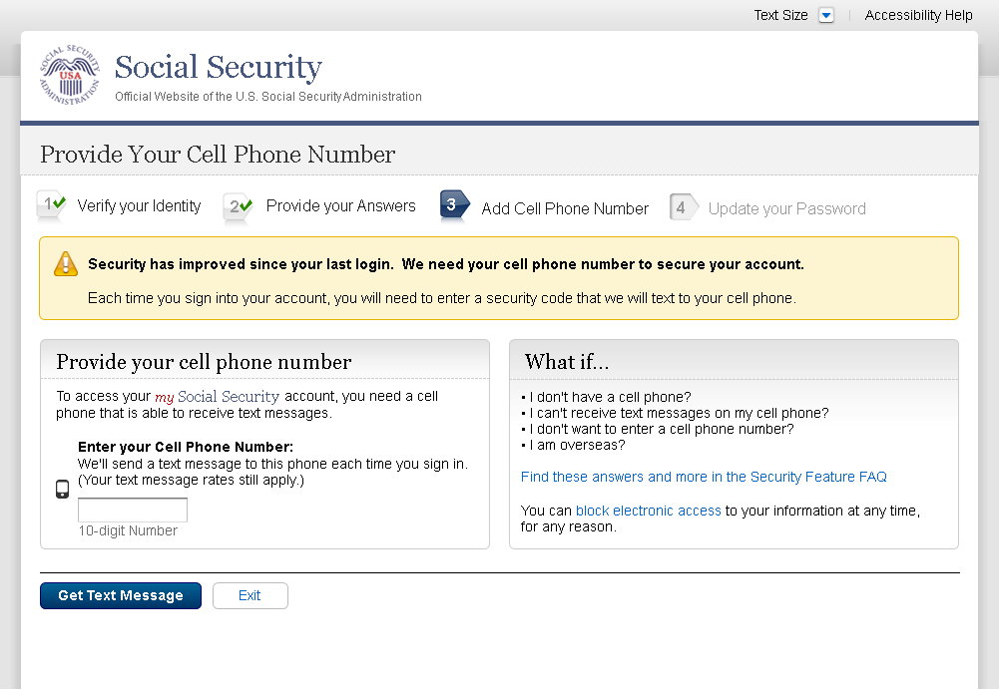 Text Size
Accessibility Help
SOCIAL SECURITY ADMINISTRATION
USA
Social Security
Official Website of the U.S. Social Security Administration
Provide Your Cell Phone Number
1 Verify your Identity
2 Provide your Answers
3 Add Cell Phone Number
4 Update your Password
Security has improved since your last login. We need your cell phone number to secure your account.
Each time you sign into your account, you will need to enter a security code that we will text to your cell phone.
Provide your cell phone number
To access your my Social Security account, you need a cell
phone that is able to receive text messages.
Enter your Cell Phone Number:
We'll send a text message to this phone each time you sign in.
(Your text message rates still apply.)
10-digit Number
What if...
• I don't have a cell phone?
• I can't receive text messages on my cell phone?
• I don't want to enter a cell phone number?
• I am overseas?
Find these answers and more in the Security Feature FAQ
You can block electronic access to your information at any time,
for any reason.
Get Text Message
Exit